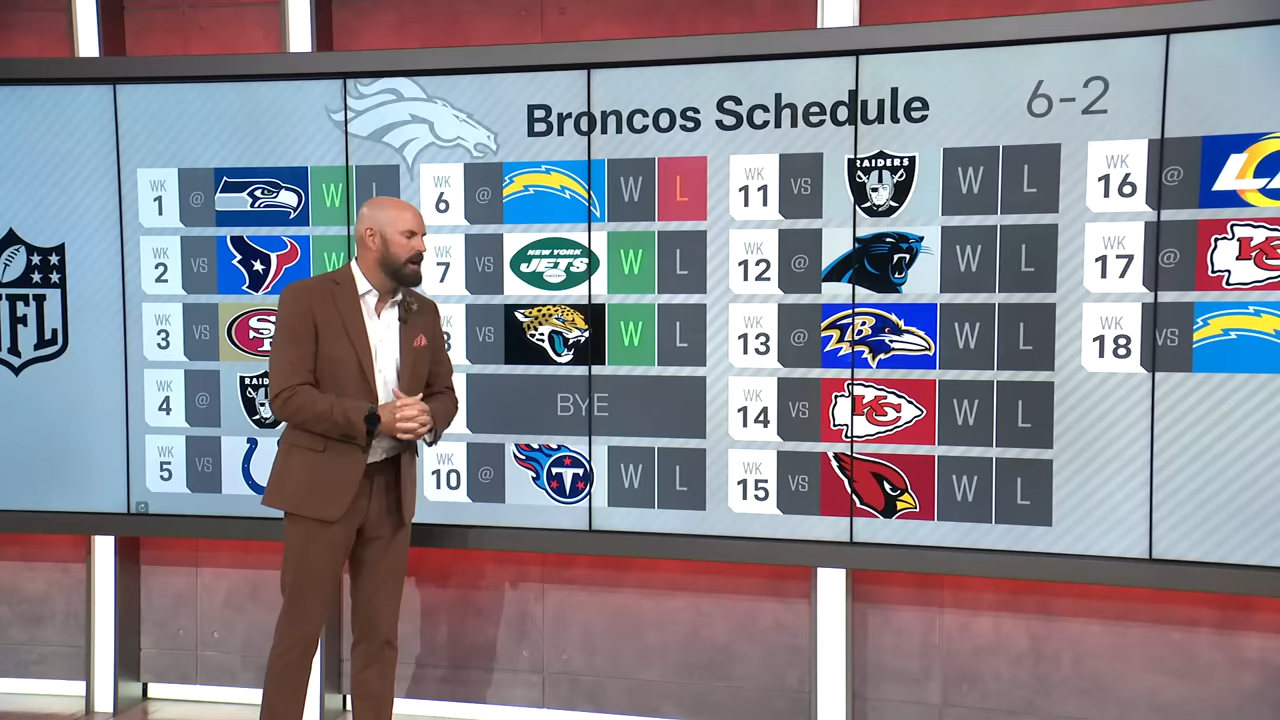 Broncos Schedule 6-2
WK 1 @ W L
WK 2 VS W
WK 3 VS
WK 4 @ RAID
WK 5 VS
WK 6 @ W L
WK 7 VS NEW YORK JETS W L
VS W L
BYE
WK 10 @ W L
WK 11 VS RAIDERS W L
WK 12 @ W L
WK 13 @ B W L
WK 14 VS KC W L
WK 15 VS W L
WK 16 @
WK 17 @ KC
WK 18 VS
NFL